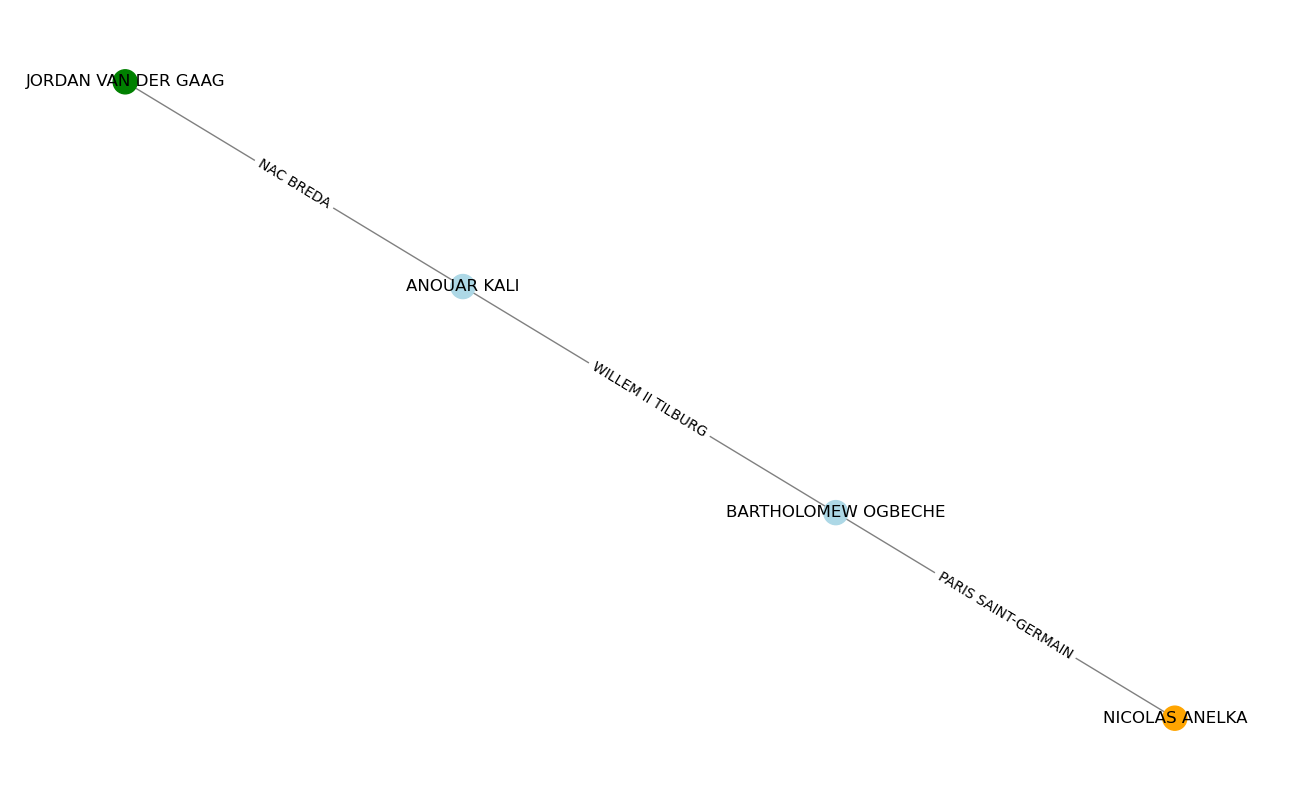 JORDAN VAN DER GAAG
NAC BREDA
ANOUAR KALI
WILLEM II TILBURG
BARTHOLOMEW OGBECHE
PARIS SAINT-GERMAIN
NICOLAS ANELKA